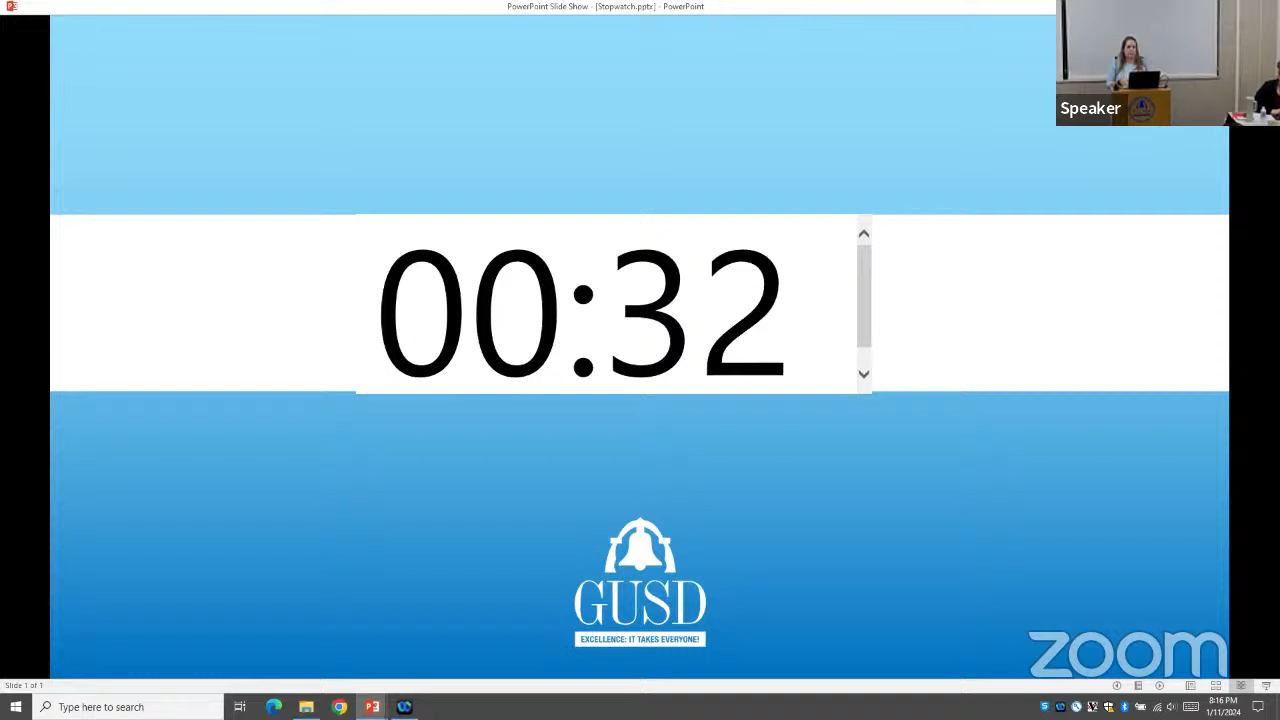 PowerPoint Slide Show - [Stopwatch.pptx] - PowerPoint
Speaker
00:32
GUSD
EXCELLENCE: IT TAKES EVERYONE!
zoom
Slide 1 of 1
Type here to search
8:16 PM
1/11/2024